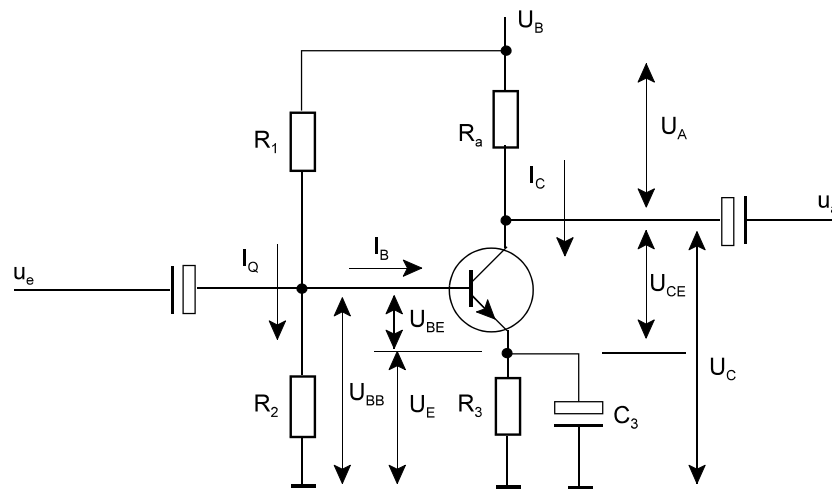 U_B
R_1
R_a
U_A
I_C
u_e
I_Q
I_B
U_BE
U_CE
R_2
U_BB
U_E
R_3
C_3
U_C